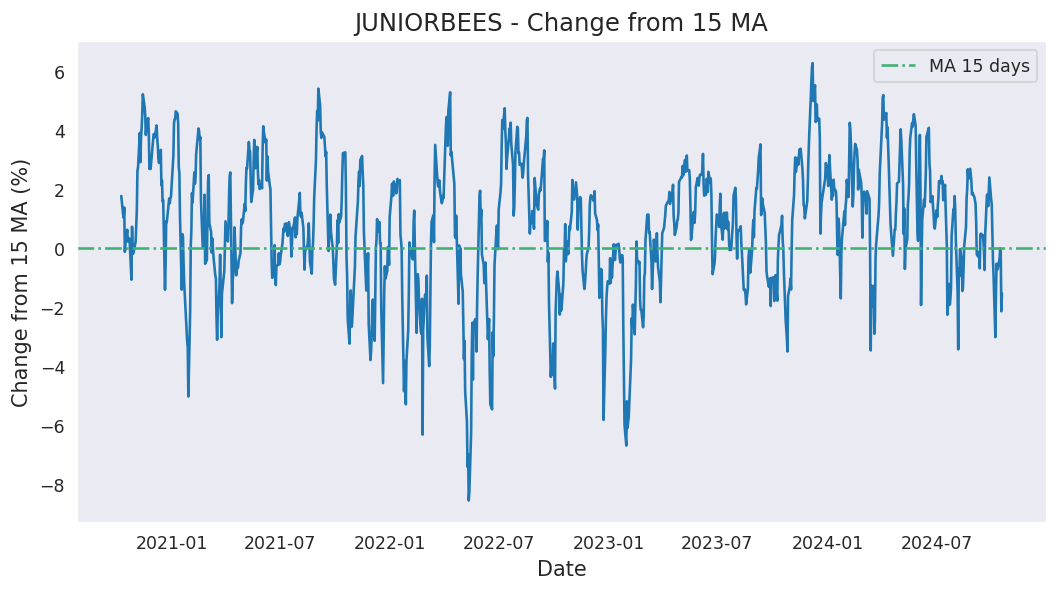 JUNIORBEES - Change from 15 MA
MA 15 days
Change from 15 MA (%)
6
4
2
0
−2
−4
−6
−8
2021-01 2021-07 2022-01 2022-07 2023-01 2023-07 2024-01 2024-07
Date